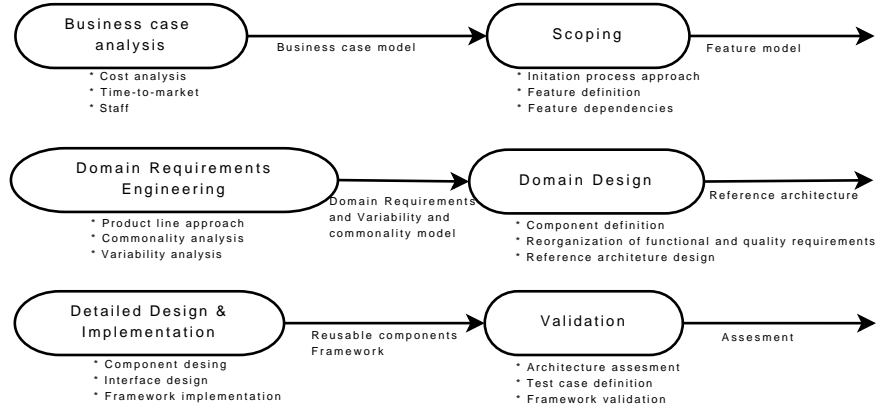 Business case
analysis
Business case model
Scoping
Feature model
* Cost analysis
* Time-to-market
* Staff
* Initation process approach
* Feature definition
* Feature dependencies
Domain Requirements
Engineering
Domain Requirements
and Variability and
commonality model
Domain Design
Reference architecture
* Product line approach
* Commonality analysis
* Variability analysis
* Component definition
* Reorganization of functional and quality requirements
* Reference architeture design
Detailed Design &
Implementation
Reusable components
Framework
Validation
Assesment
* Component desing
* Interface design
* Framework implementation
* Architecture assesment
* Test case definition
* Framework validation